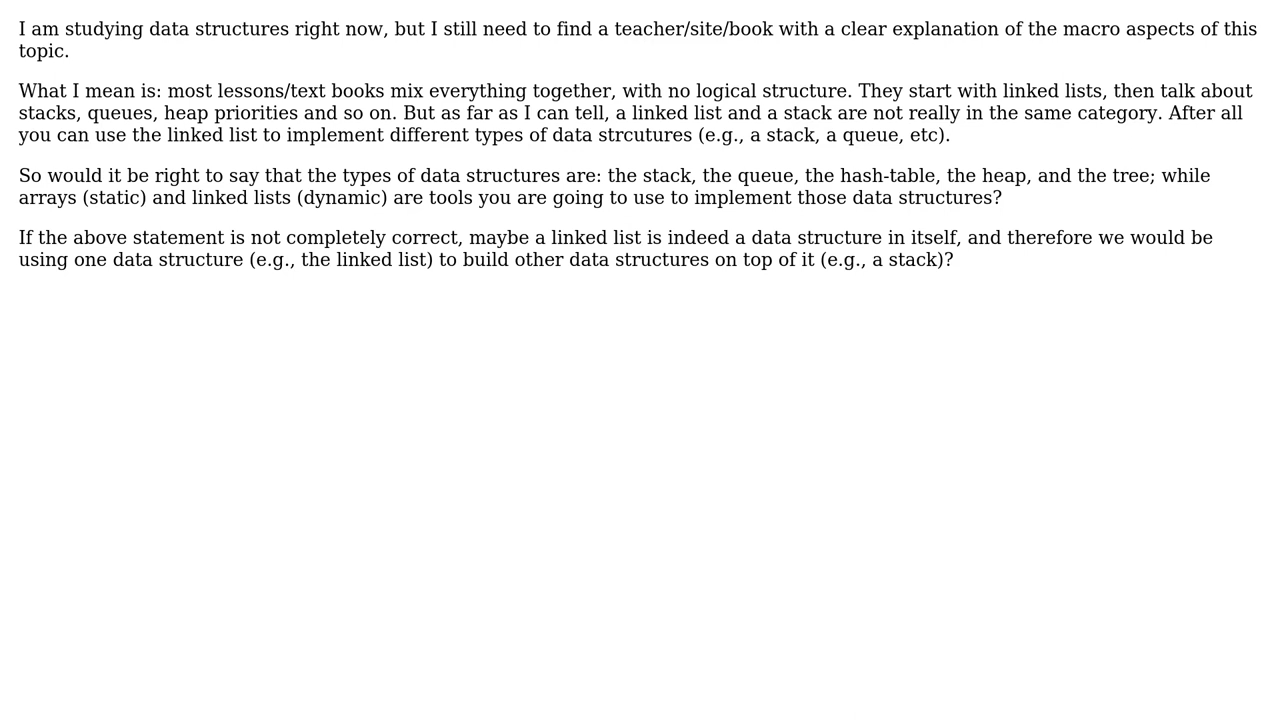 I am studying data structures right now, but I still need to find a teacher/site/book with a clear explanation of the macro aspects of this
topic.
What I mean is: most lessons/text books mix everything together, with no logical structure. They start with linked lists, then talk about
stacks, queues, heap priorities and so on. But as far as I can tell, a linked list and a stack are not really in the same category. After all
you can use the linked list to implement different types of data strcutures (e.g., a stack, a queue, etc).
So would it be right to say that the types of data structures are: the stack, the queue, the hash-table, the heap, and the tree; while
arrays (static) and linked lists (dynamic) are tools you are going to use to implement those data structures?
If the above statement is not completely correct, maybe a linked list is indeed a data structure in itself, and therefore we would be
using one data structure (e.g., the linked list) to build other data structures on top of it (e.g., a stack)?